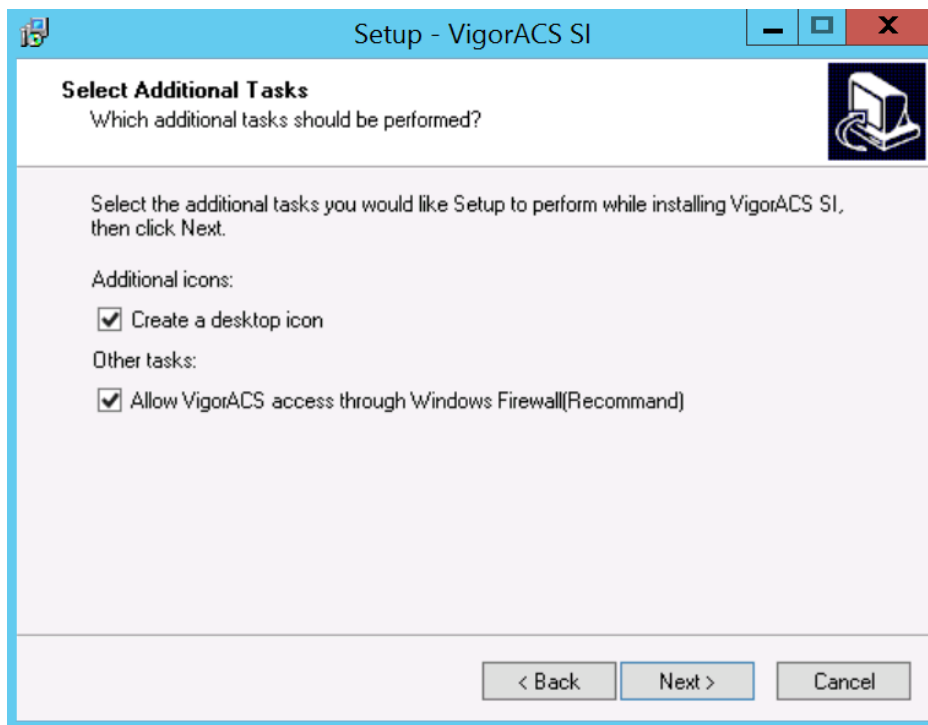 Setup - VigorACS SI
Select Additional Tasks
Which additional tasks should be performed?
Select the additional tasks you would like Setup to perform while installing VigorACS SI,
then click Next.
Additional icons:
Create a desktop icon
Other tasks:
Allow VigorACS access through Windows Firewall(Recommand)
< Back Next > Cancel